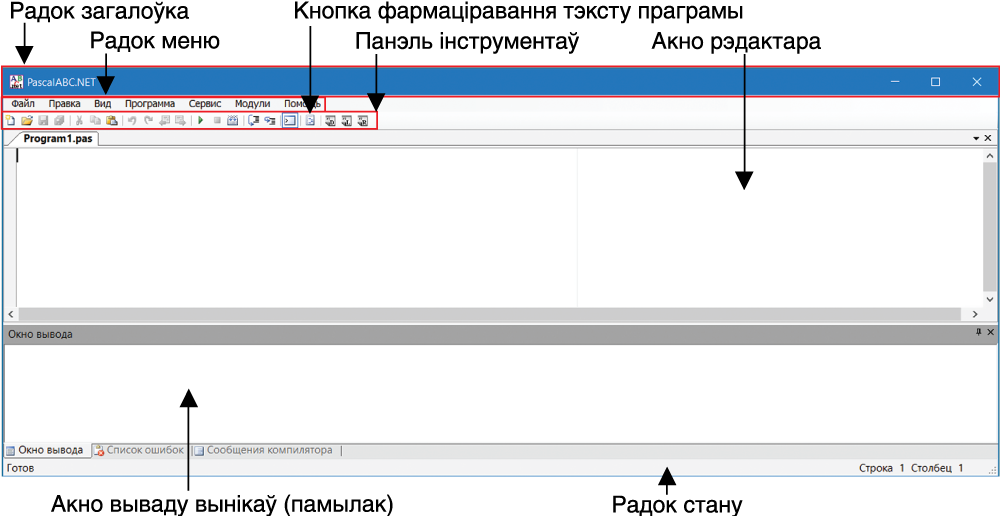 Радок загалоўка
Кнопка фармаціравання тэксту праграмы
Радок меню
Панэль інструментаў
Акно рэдактара
PascalABC.NET
Файл Правка Вид Программа Сервис Модули Помощь
Program1.pas
Окно вывода
Окно вывода Список ошибок Сообщения компилятора
Готов
Строка 1 Столбец 1
Акно вываду вынікаў (памылак)
Радок стану